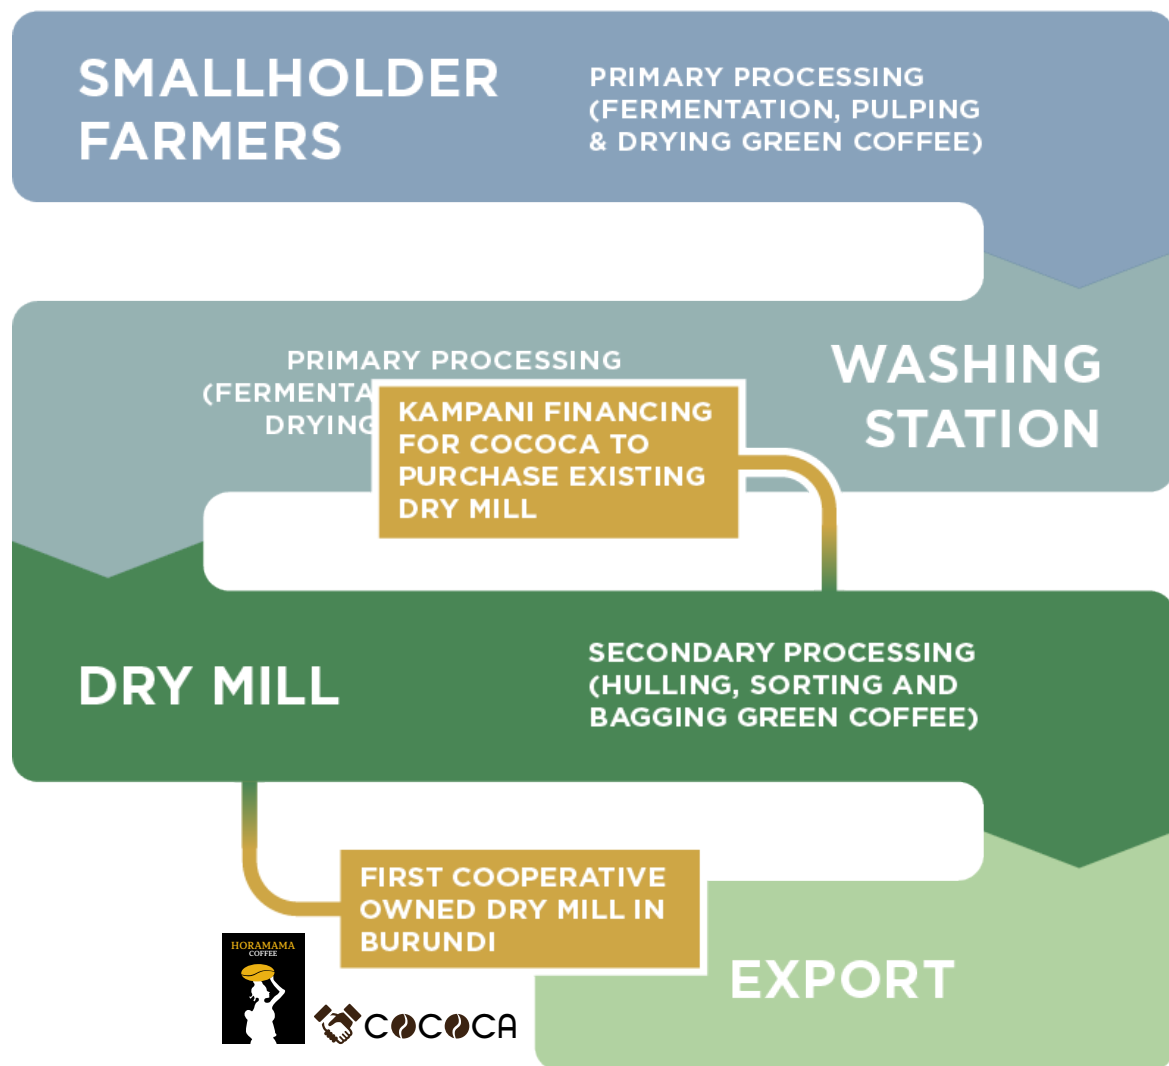 SMALLHOLDER
FARMERS
PRIMARY PROCESSING
(FERMENTATION, PULPING
& DRYING GREEN COFFEE)
PRIMARY PROCESSING
DRYING
WASHING
STATION
KAMPANI FINANCING
FOR COCOCA TO
PURCHASE EXISTING
DRY MILL
DRY MILL
SECONDARY PROCESSING
(HULLING, SORTING AND
BAGGING GREEN COFFEE)
FIRST COOPERATIVE
OWNED DRY MILL IN
BURUNDI
HORAMAMA
COFFEE
COCOCA
EXPORT